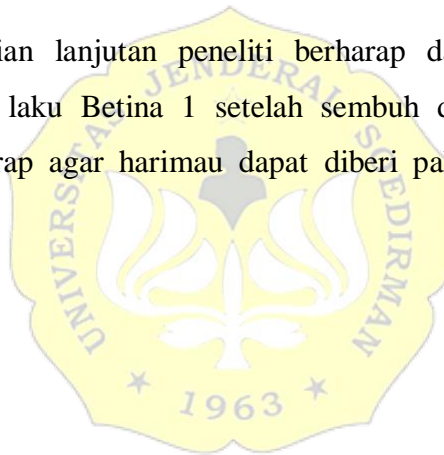 ian lanjutan peneliti berharap da
laku Betina 1 setelah sembuh d
rap agar harimau dapat diberi pa
UNIVERSITAS JENDERAL SOEDIRMAN
1963